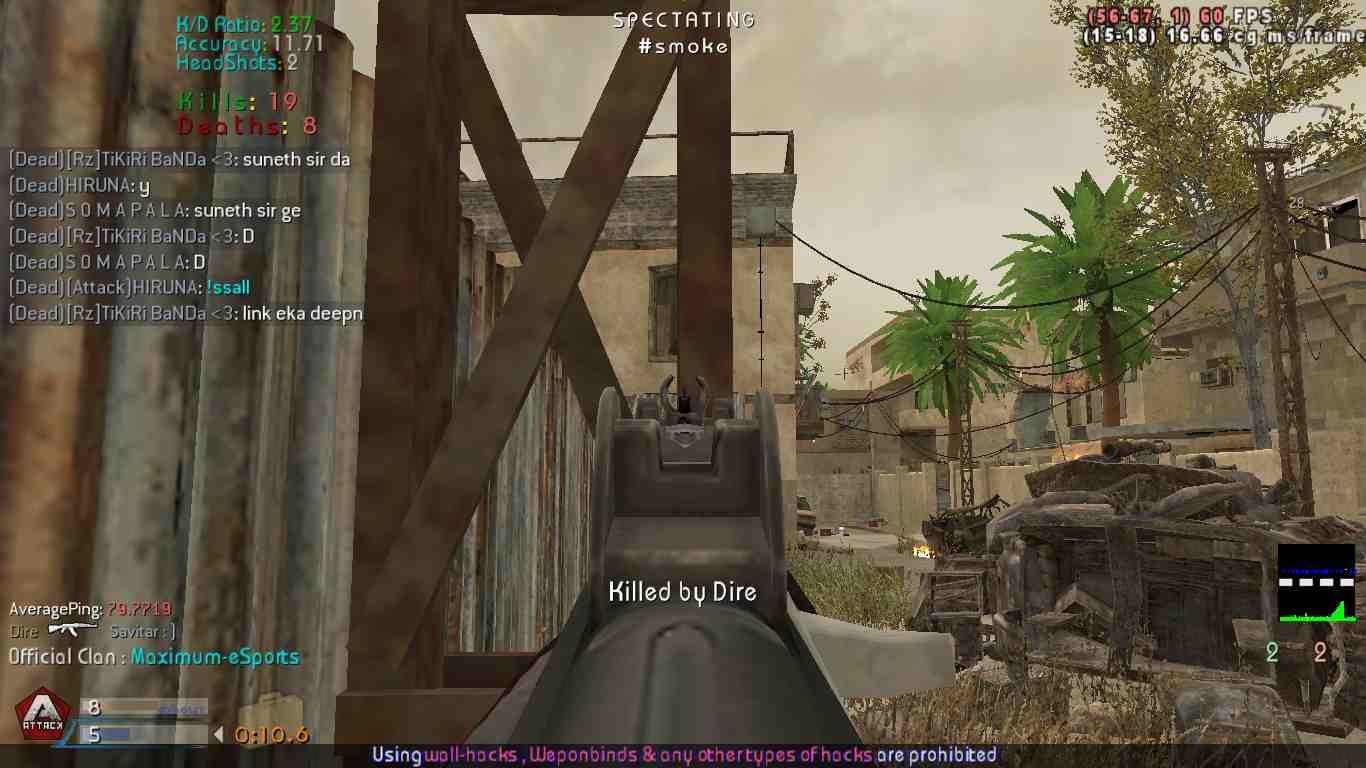 K/D Ratio: 2.37
Accuracy: 11.71
HeadShots: 2
Kills: 19
Deaths: 8
SPECTATING
#smoke
(56-67, 1) 60 FPS
(15-18) 16.66 cg ms/frame
28
(Dead)[Rz]TiKiRi BaNDa <3: suneth sir da
(Dead)HIRUNA: y
(Dead)S O M A P A L A: suneth sir ge
(Dead)[Rz]TiKiRi BaNDa <3: D
(Dead)S O M A P A L A: D
(Dead)[Attack]HIRUNA: !ssall
(Dead)[Rz]TiKiRi BaNDa <3: link eka deepn
Killed by Dire
AveragePing: 79.7719
Dire Savitar : ]
Official Clan : Maximum-eSports
2 2
ATTACK
8
5
0:10.6
Using wall-hacks , Weponbinds & any other types of hacks are prohibited